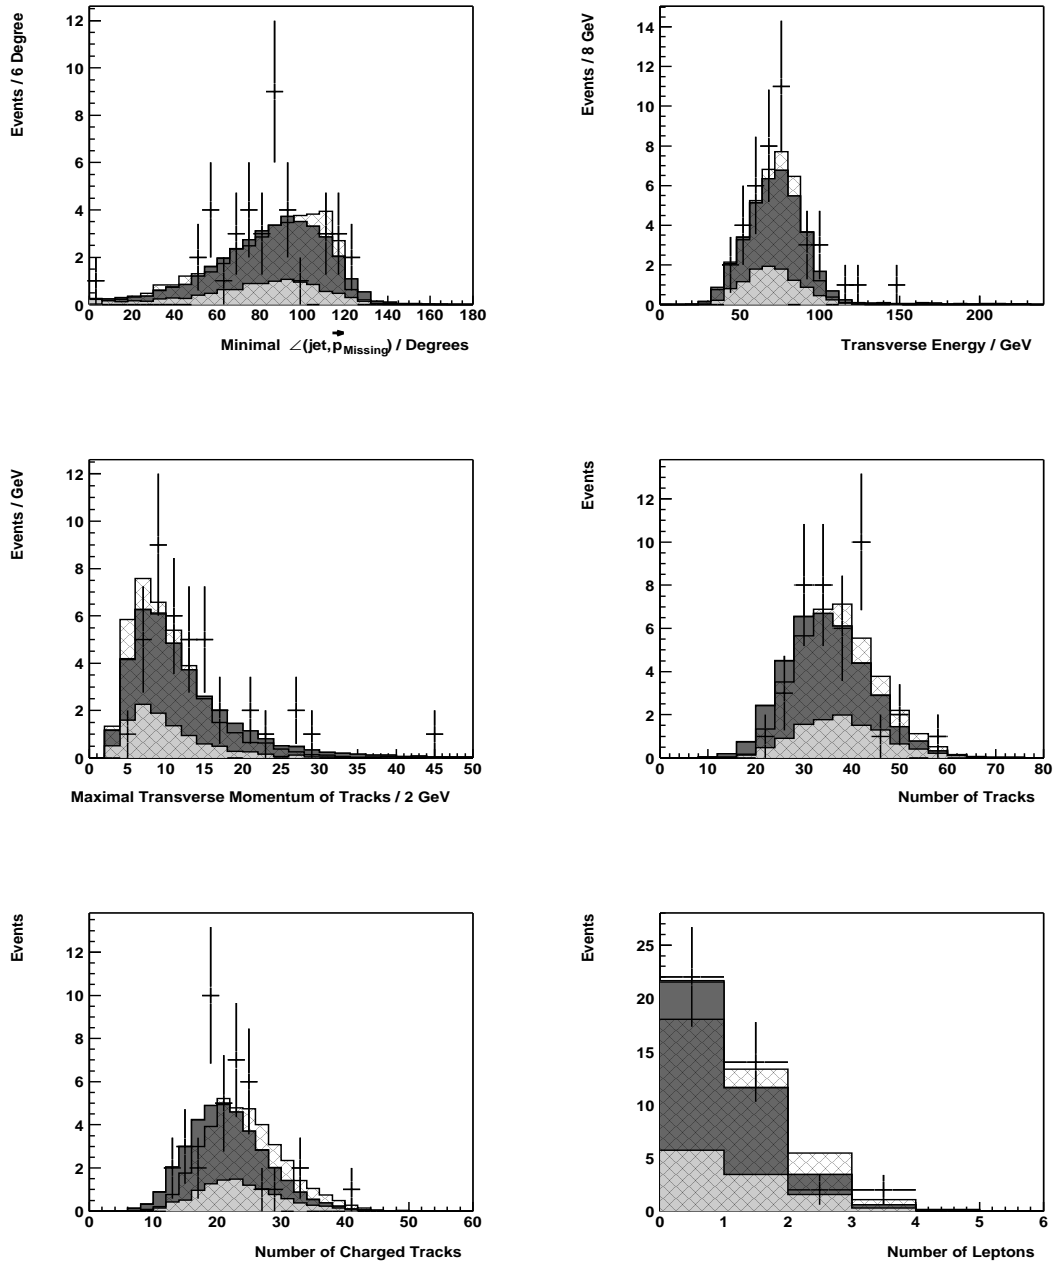 Events / 6 Degree
12
10
8
6
4
2
0
0 20 40 60 80 100 120 140 160 180
Minimal ∠(jet,p⃗Missing) / Degrees
Events / 8 GeV
14
12
10
8
6
4
2
0
0 50 100 150 200
Transverse Energy / GeV
Events / GeV
12
10
8
6
4
2
0
0 5 10 15 20 25 30 35 40 45 50
Maximal Transverse Momentum of Tracks / 2 GeV
Events
12
10
8
6
4
2
0
0 10 20 30 40 50 60 70 80
Number of Tracks
Events
12
10
8
6
4
2
0
0 10 20 30 40 50 60
Number of Charged Tracks
Events
25
20
15
10
5
0
0 1 2 3 4 5 6
Number of Leptons